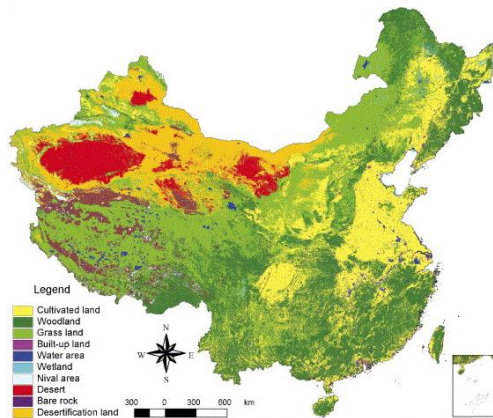 Legend
Cultivated land
Woodland
Grass land
Built-up land
Water area
Wetland
Nival area
Desert
Bare rock
Desertification land
N
W E
S
300 0 300 600 km